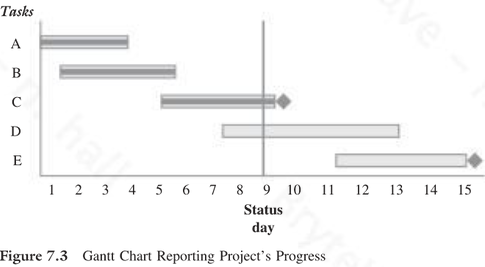 Tasks
A
B
C
D
E
1 2 3 4 5 6 7 8 9 10 11 12 13 14 15
Status
day
Figure 7.3 Gantt Chart Reporting Project's Progress